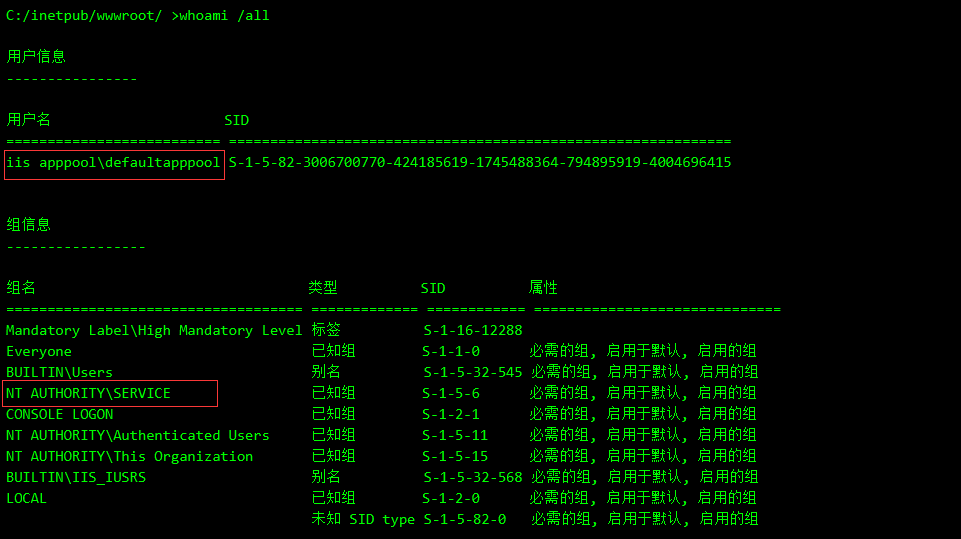 C:/inetpub/wwwroot/ >whoami /all
用户信息
----------------
用户名 SID
========================== =============================================================
iis apppool\defaultapppool S-1-5-82-3006700770-424185619-1745488364-794895919-4004696415
组信息
-----------------
组名 类型 SID 属性
==================================== ============= ============ ==============================
Mandatory Label\High Mandatory Level 标签 S-1-16-12288
Everyone 已知组 S-1-1-0 必需的组, 启用于默认, 启用的组
BUILTIN\Users 别名 S-1-5-32-545 必需的组, 启用于默认, 启用的组
NT AUTHORITY\SERVICE 已知组 S-1-5-6 必需的组, 启用于默认, 启用的组
CONSOLE LOGON 已知组 S-1-2-1 必需的组, 启用于默认, 启用的组
NT AUTHORITY\Authenticated Users 已知组 S-1-5-11 必需的组, 启用于默认, 启用的组
NT AUTHORITY\This Organization 已知组 S-1-5-15 必需的组, 启用于默认, 启用的组
BUILTIN\IIS_IUSRS 别名 S-1-5-32-568 必需的组, 启用于默认, 启用的组
LOCAL 已知组 S-1-2-0 必需的组, 启用于默认, 启用的组
未知 SID type S-1-5-82-0 必需的组, 启用于默认, 启用的组